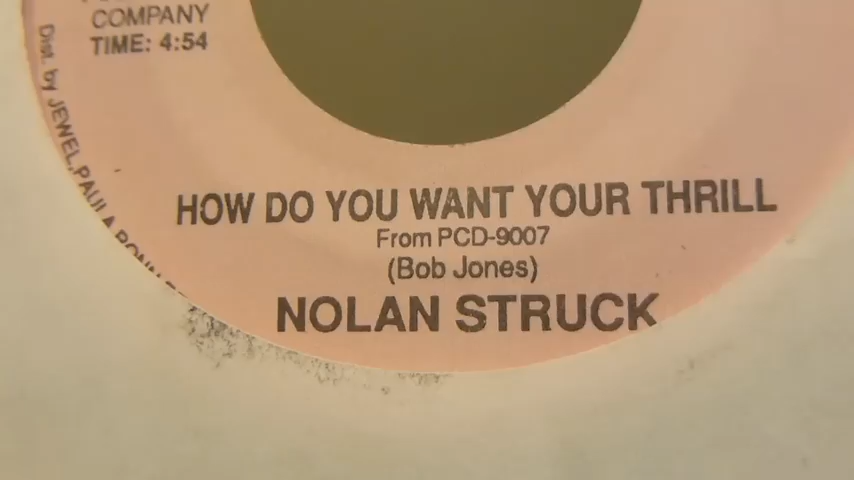 COMPANY
TIME: 4:54
Dist. by JEWEL, PAULA
HOW DO YOU WANT YOUR THRILL
From PCD-9007
(Bob Jones)
NOLAN STRUCK